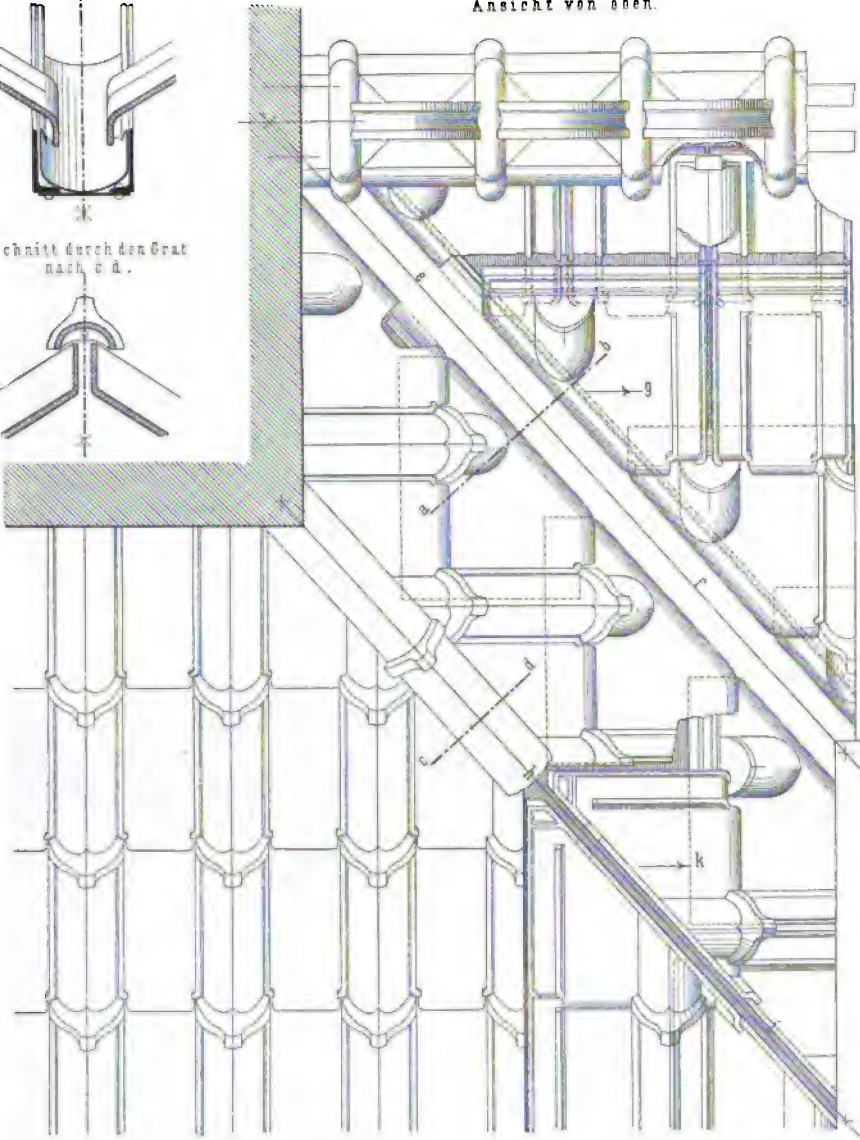 Ansicht von oben.
chnitt durch den Grat
nach c d.
e
b
g
a
f
d
c
k